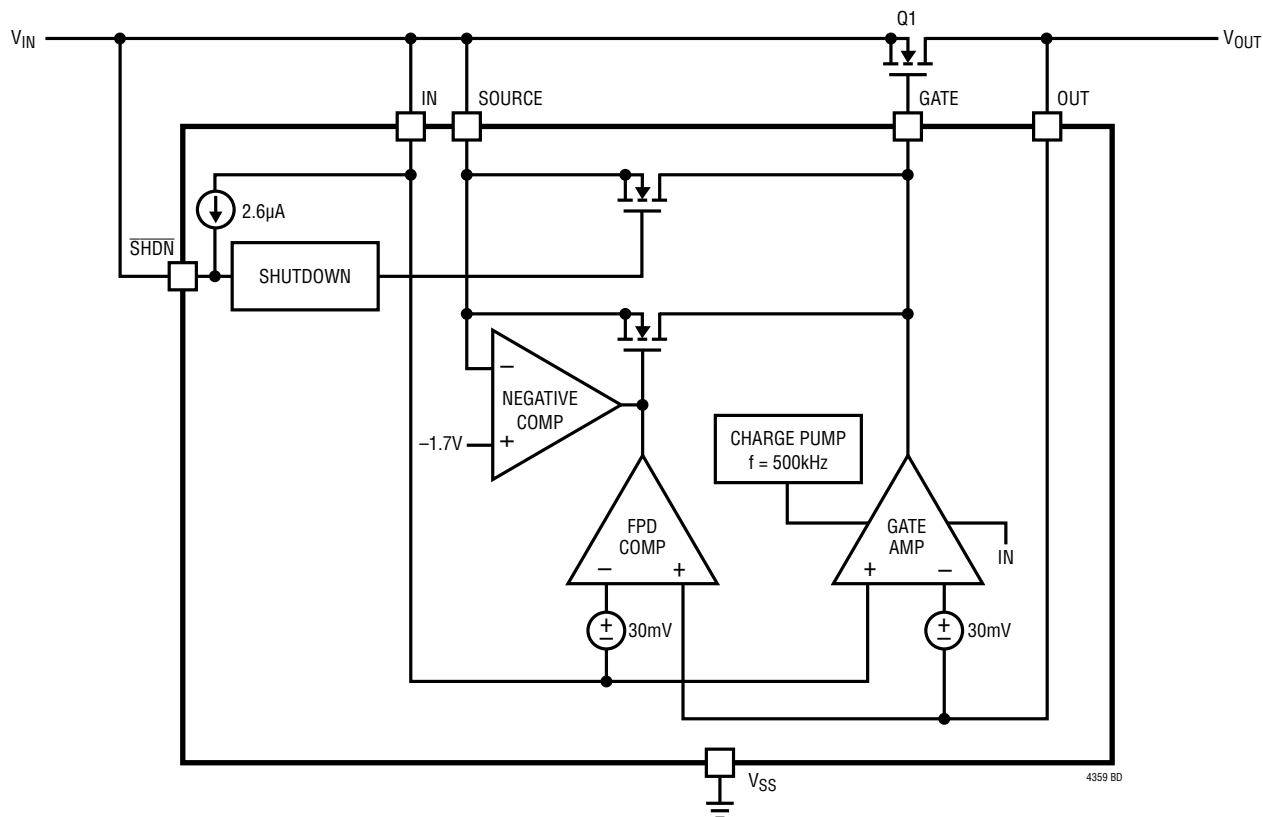 Q1
VIN
VOUT
IN
SOURCE
GATE
OUT
2.6µA
SHDN
SHUTDOWN
−
NEGATIVE
COMP
–1.7V
+
CHARGE PUMP
f = 500kHz
FPD
COMP
− +
GATE
AMP
+ −
IN
+
−
30mV
+
−
30mV
VSS
4359 BD